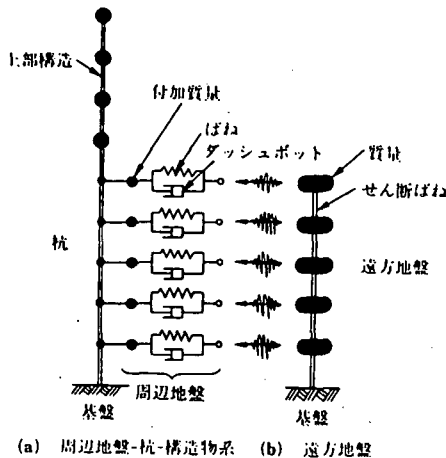 上部構造
付加質量
ばね
ダッシュポット
質量
せん断ばね
杭
遠方地盤
周辺地盤
基盤
基盤
(a) 周辺地盤-杭-構造物系 (b) 遠方地盤